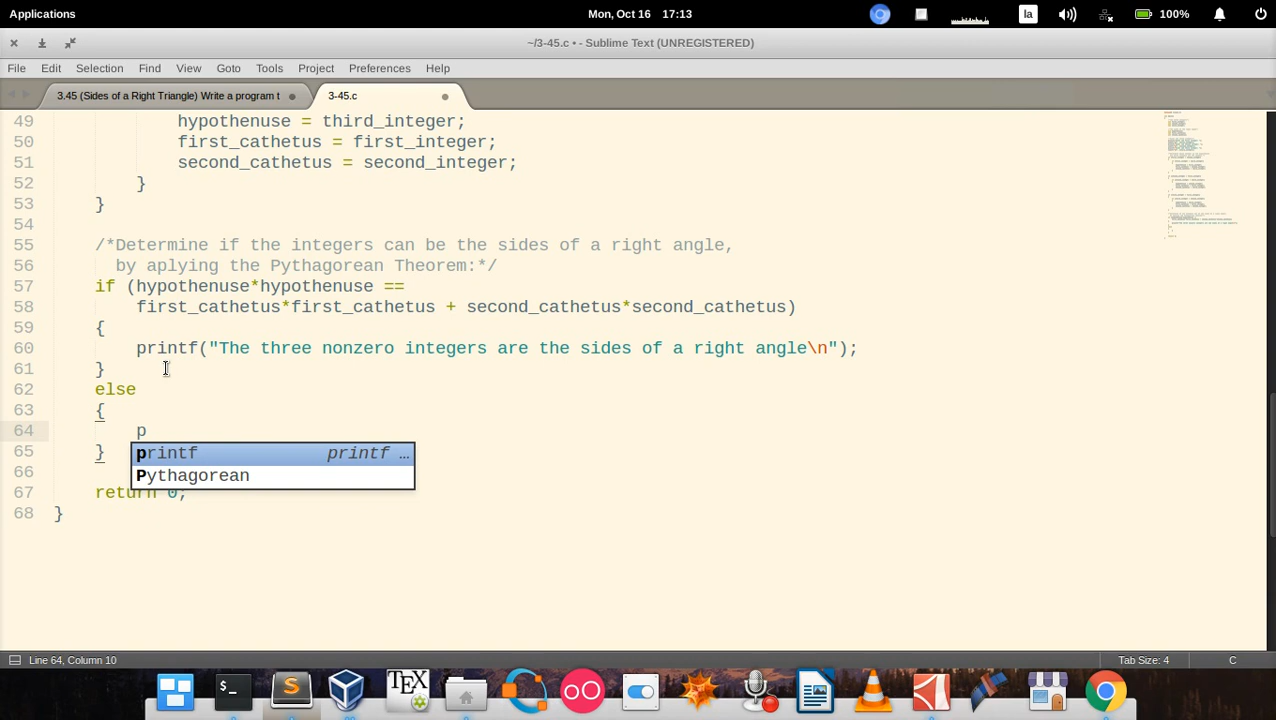 Applications
Mon, Oct 16 17:13
la
100%
~/3-45.c • - Sublime Text (UNREGISTERED)
File Edit Selection Find View Goto Tools Project Preferences Help
3.45 (Sides of a Right Triangle) Write a program t
3-45.c
49 hypothenuse = third_integer;
50 first_cathetus = first_integer;
51 second_cathetus = second_integer;
52 }
53 }
54
55 /*Determine if the integers can be the sides of a right angle,
56 by aplying the Pythagorean Theorem:*/
57 if (hypothenuse*hypothenuse ==
58 first_cathetus*first_cathetus + second_cathetus*second_cathetus)
59 {
60 printf("The three nonzero integers are the sides of a right angle\n");
61 }
62 else
63 {
64 p
65 }
printf printf …
66
Pythagorean
67 return 0;
68 }
Line 64, Column 10
Tab Size: 4
C
TEX